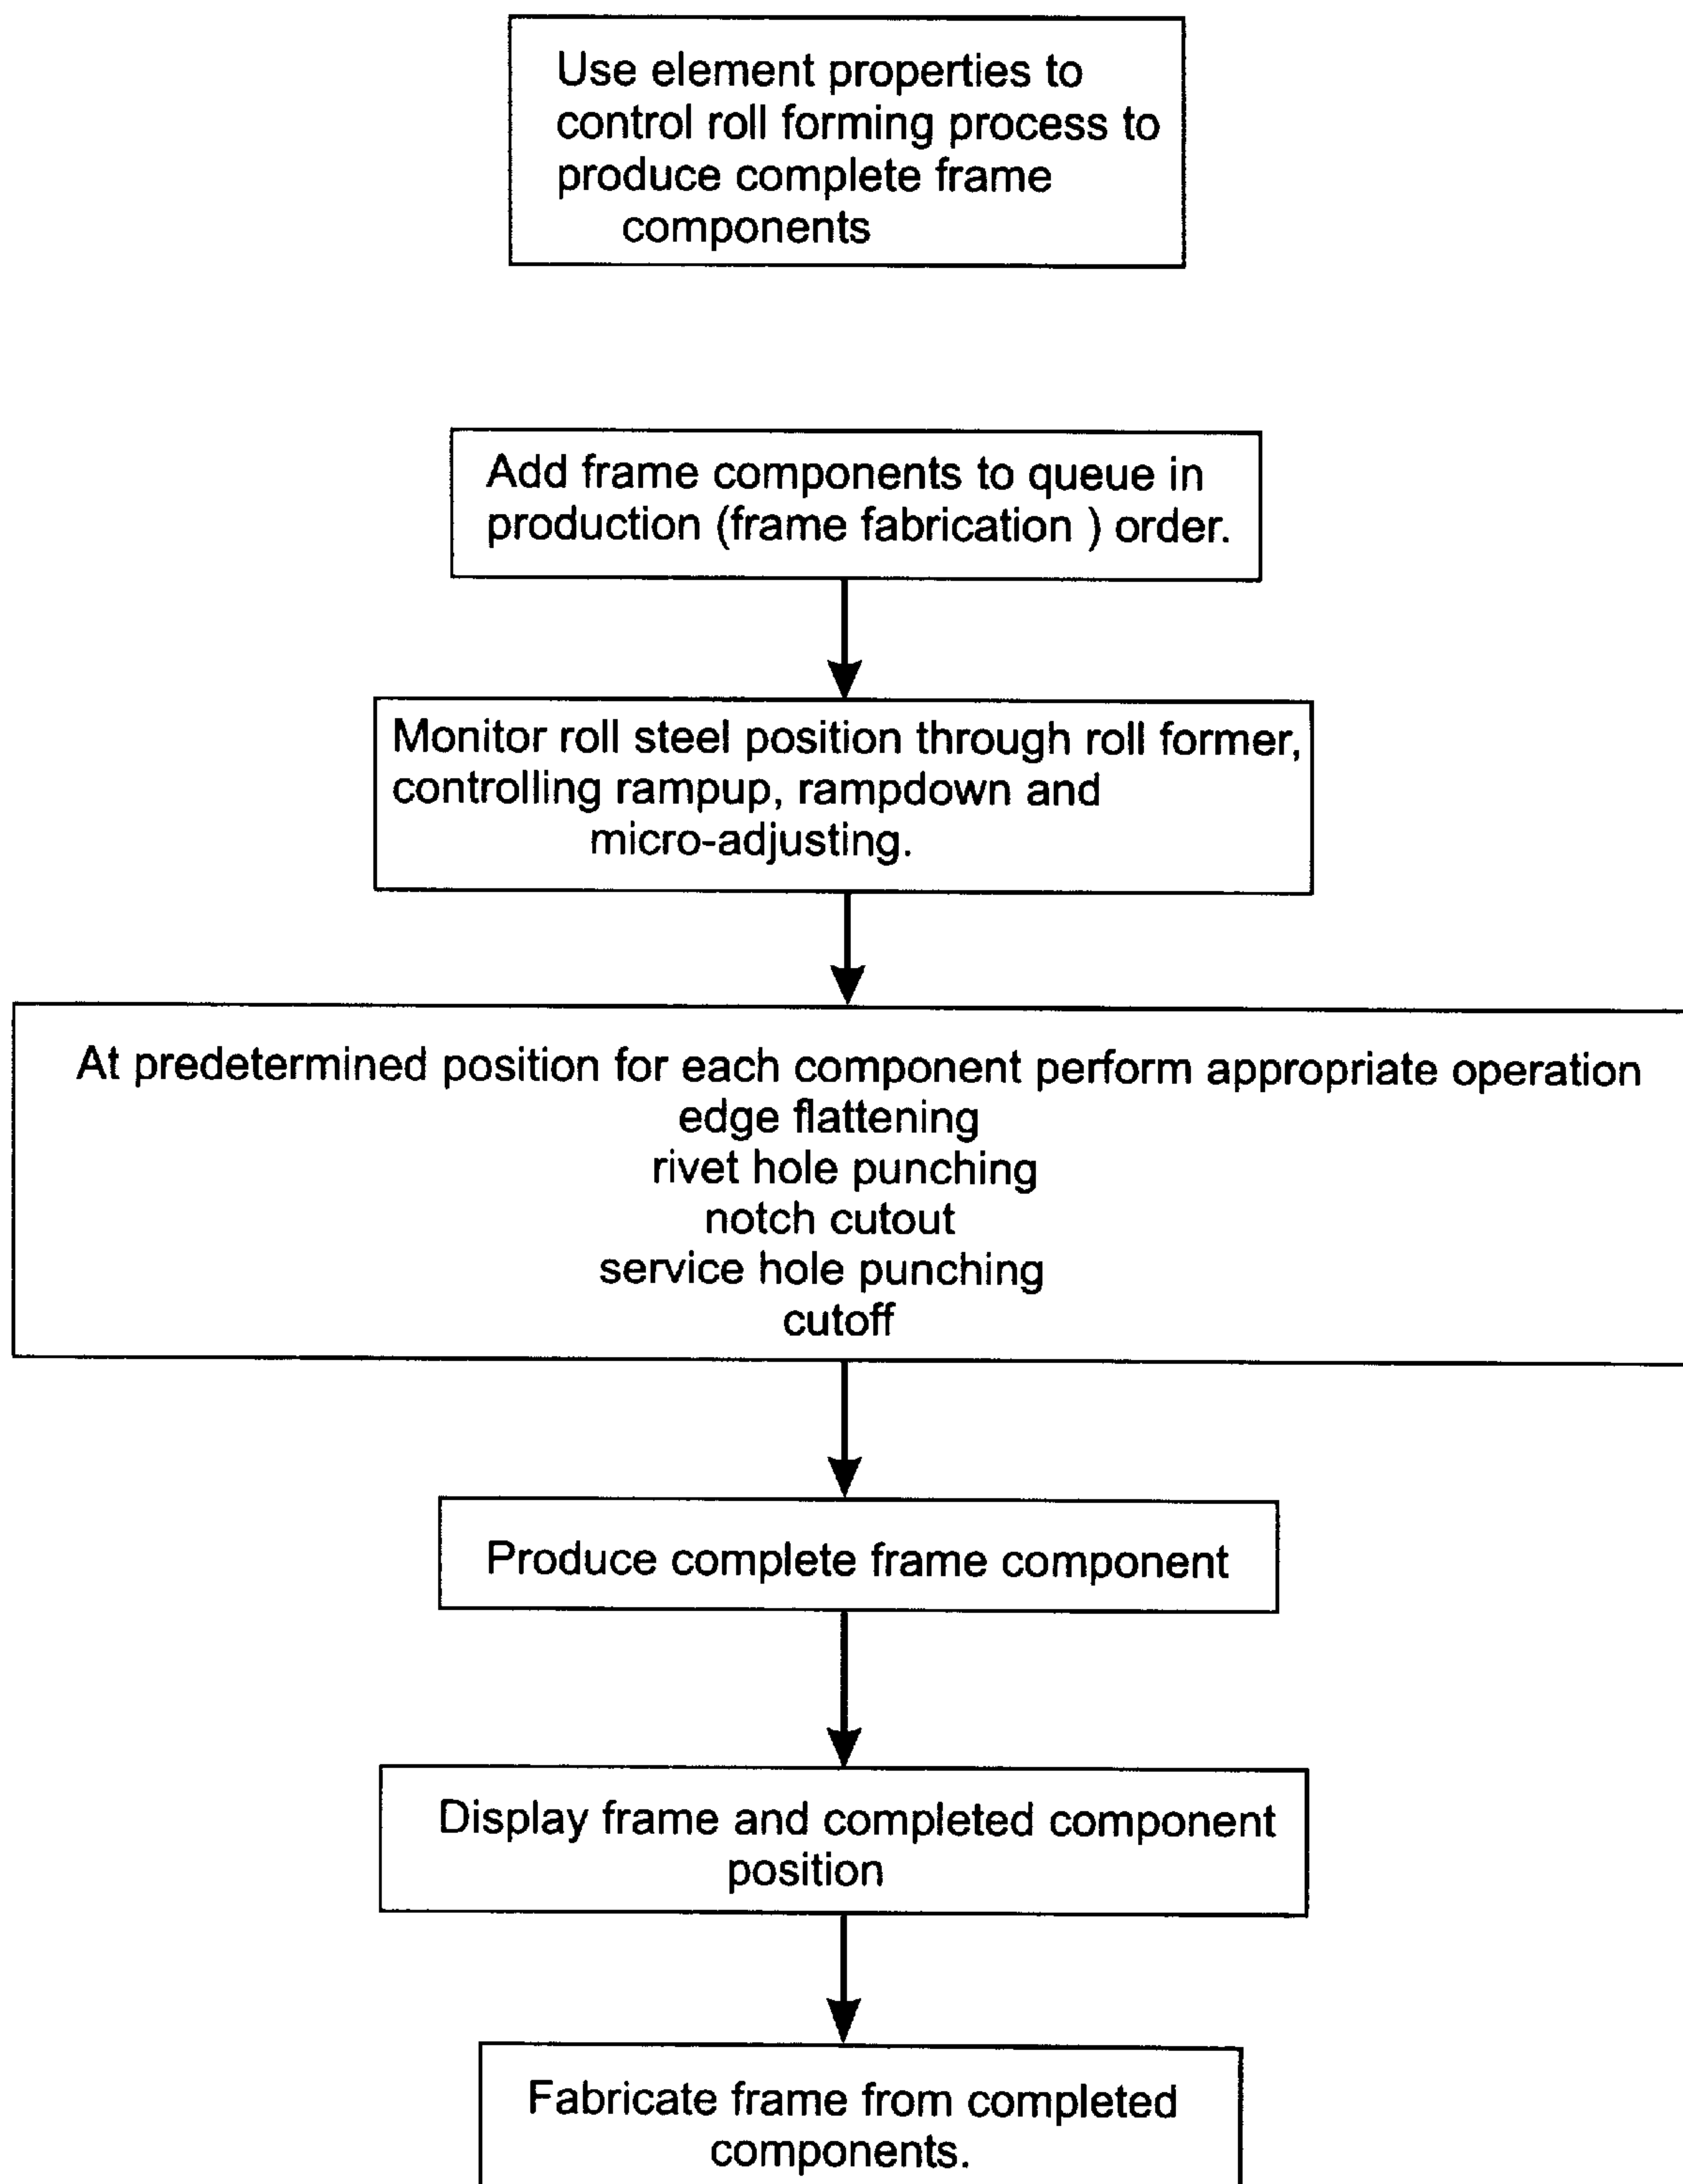 Use element properties to
control roll forming process to
produce complete frame
components
Add frame components to queue in
production (frame fabrication ) order.
Monitor roll steel position through roll former,
controlling rampup, rampdown and
micro-adjusting.
At predetermined position for each component perform appropriate operation
edge flattening
rivet hole punching
notch cutout
service hole punching
cutoff
Produce complete frame component
Display frame and completed component
position
Fabricate frame from completed
components.